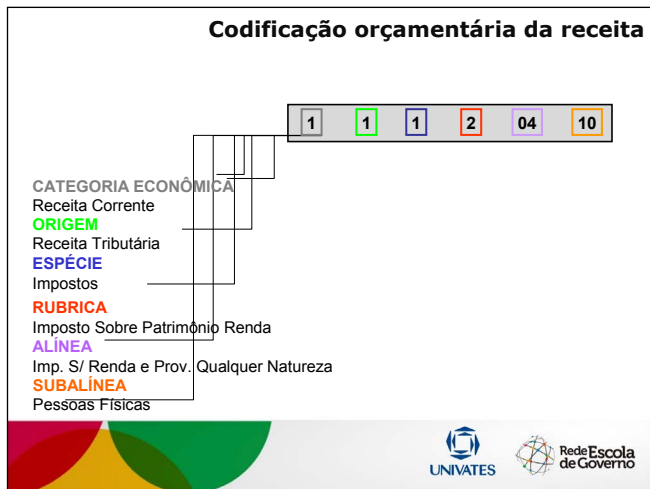 Codificação orçamentária da receita
1 1 1 2 04 10
CATEGORIA ECONÔMICA
Receita Corrente
ORIGEM
Receita Tributária
ESPÉCIE
Impostos
RUBRICA
Imposto Sobre Patrimônio Renda
ALÍNEA
Imp. S/ Renda e Prov. Qualquer Natureza
SUBALÍNEA
Pessoas Físicas
UNIVATES
Rede Escola
de Governo